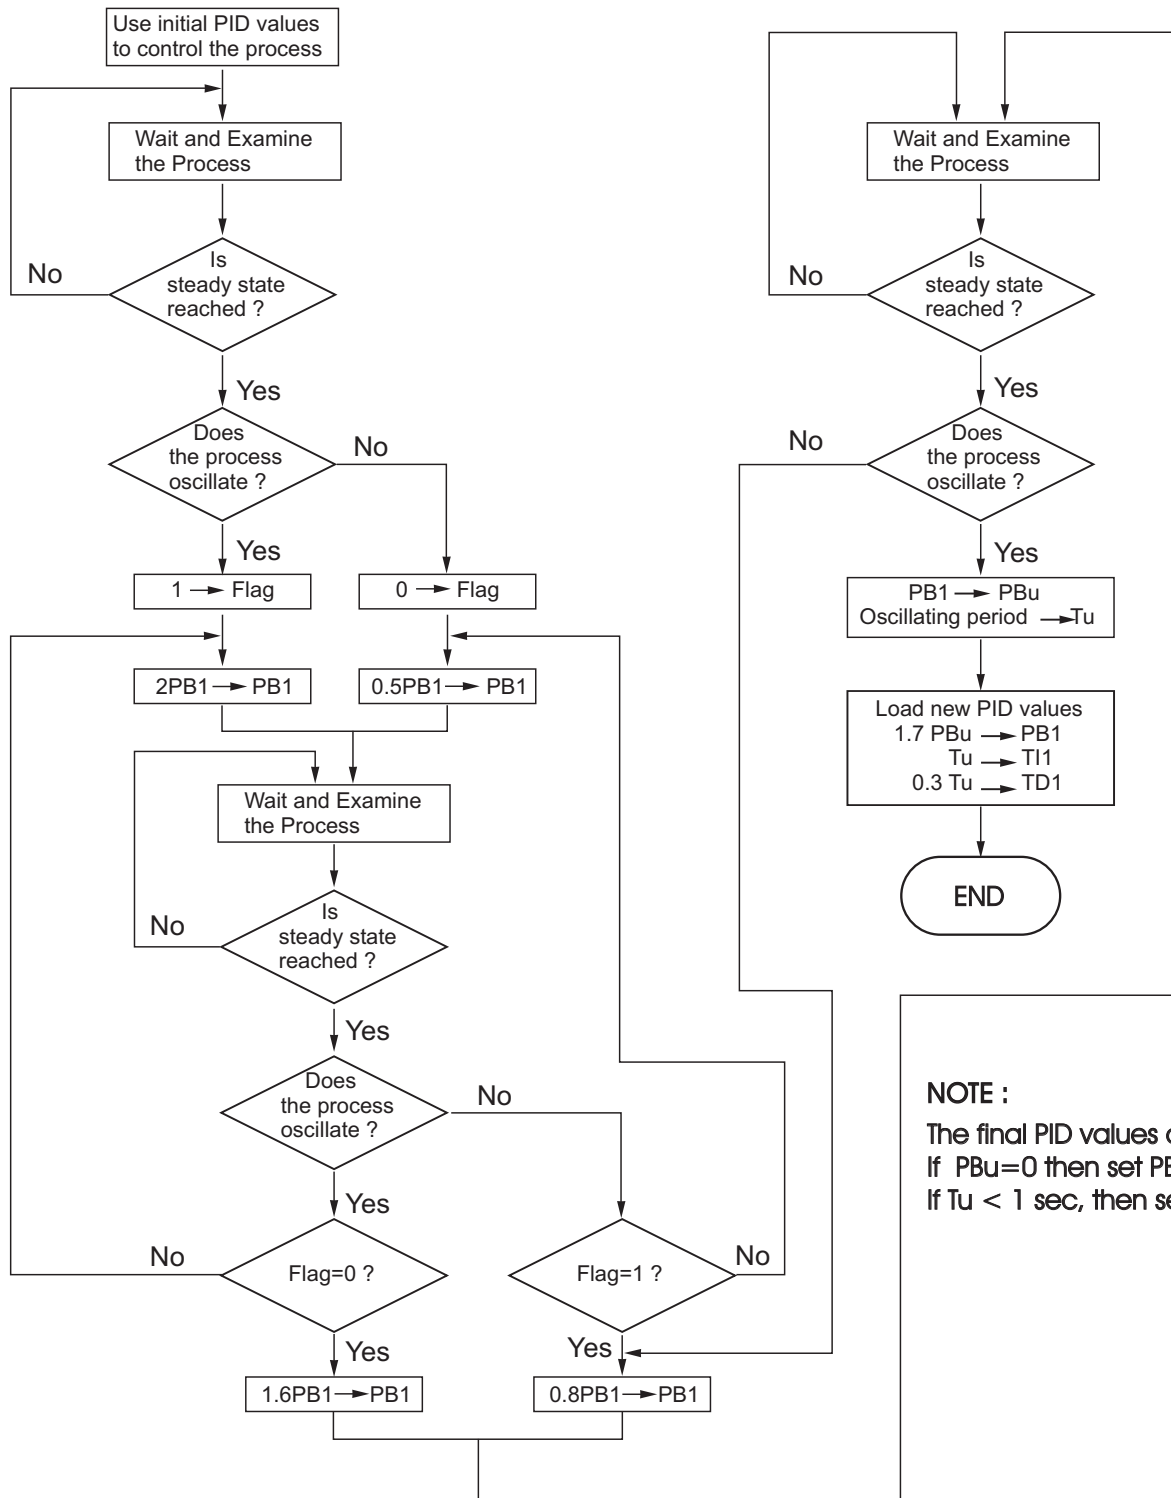 Use initial PID values
to control the process
Wait and Examine
the Process
Is
steady state
reached ?
No
Yes
Does
the process
oscillate ?
No
Yes
1 → Flag
0 → Flag
2PB1 → PB1
0.5PB1 → PB1
Wait and Examine
the Process
Is
steady state
reached ?
No
Yes
Does
the process
oscillate ?
No
Yes
Flag=0 ?
No
Yes
Flag=1 ?
No
Yes
1.6PB1 → PB1
0.8PB1 → PB1
Wait and Examine
the Process
Is
steady state
reached ?
No
Yes
Does
the process
oscillate ?
No
Yes
PB1 → PBu
Oscillating period → Tu
Load new PID values
1.7 PBu → PB1
Tu → TI1
0.3 Tu → TD1
END
NOTE :
The final PID values
If PBu=0 then set
If Tu < 1 sec, then